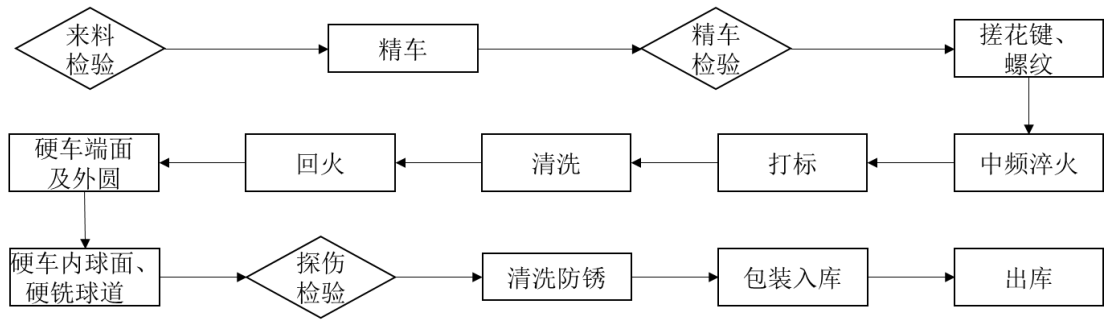 来料
检验
精车
精车
检验
搓花键、
螺纹
硬车端面
及外圆
回火
清洗
打标
中频淬火
硬车内球面、
硬铣球道
探伤
检验
清洗防锈
包装入库
出库